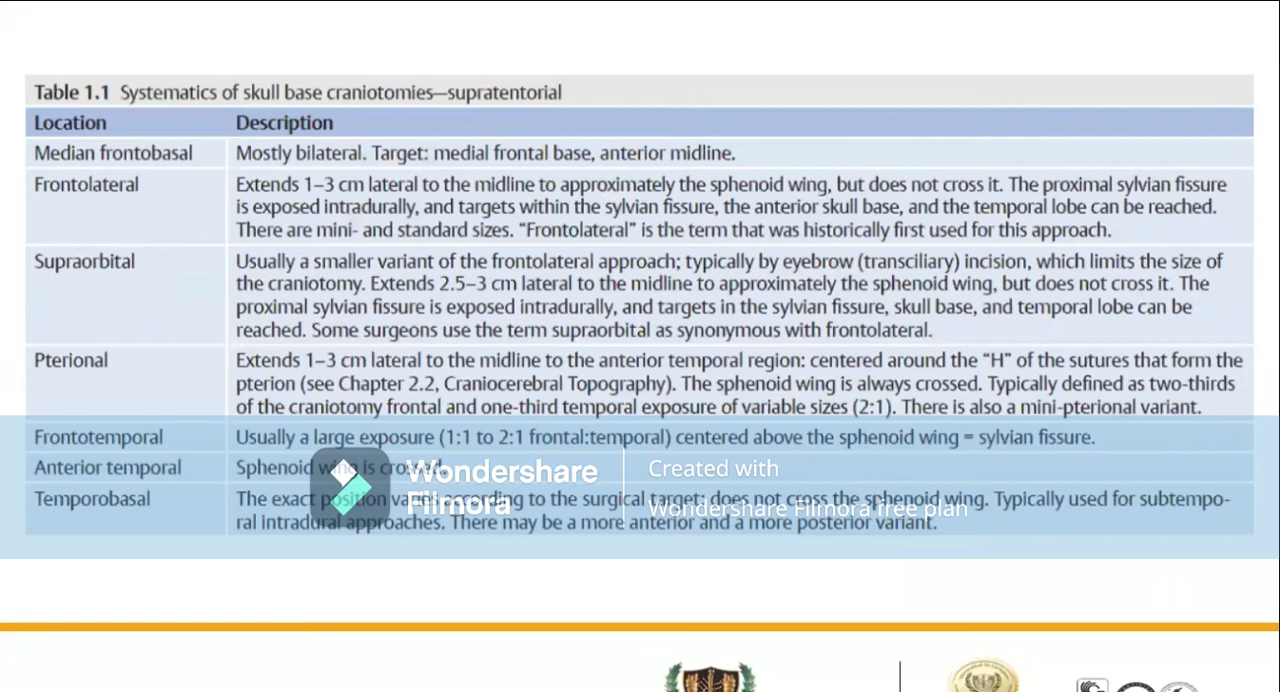 Table 1.1 Systematics of skull base craniotomies—supratentorial
Location Description
Median frontobasal Mostly bilateral. Target: medial frontal base, anterior midline.
Frontolateral Extends 1–3 cm lateral to the midline to approximately the sphenoid wing, but does not cross it. The proximal sylvian fissure
is exposed intradurally, and targets within the sylvian fissure, the anterior skull base, and the temporal lobe can be reached.
There are mini- and standard sizes. “Frontolateral” is the term that was historically first used for this approach.
Supraorbital Usually a smaller variant of the frontolateral approach; typically by eyebrow (transciliary) incision, which limits the size of
the craniotomy. Extends 2.5–3 cm lateral to the midline to approximately the sphenoid wing, but does not cross it. The
proximal sylvian fissure is exposed intradurally, and targets in the sylvian fissure, skull base, and temporal lobe can be
reached. Some surgeons use the term supraorbital as synonymous with frontolateral.
Pterional Extends 1–3 cm lateral to the midline to the anterior temporal region: centered around the “H” of the sutures that form the
pterion (see Chapter 2.2, Craniocerebral Topography). The sphenoid wing is always crossed. Typically defined as two-thirds
of the craniotomy frontal and one-third temporal exposure of variable sizes (2:1). There is also a mini-pterional variant.
Frontotemporal Usually a large exposure (1:1 to 2:1 frontal:temporal) centered above the sphenoid wing = sylvian fissure.
Anterior temporal Sphenoid wing is crossed.
Temporobasal The exact position varies according to the surgical target; does not cross the sphenoid wing. Typically used for subtempo-
ral intradural approaches. There may be a more anterior and a more posterior variant.
Wondershare
Filmora
Created with
Wondershare Filmora free plan